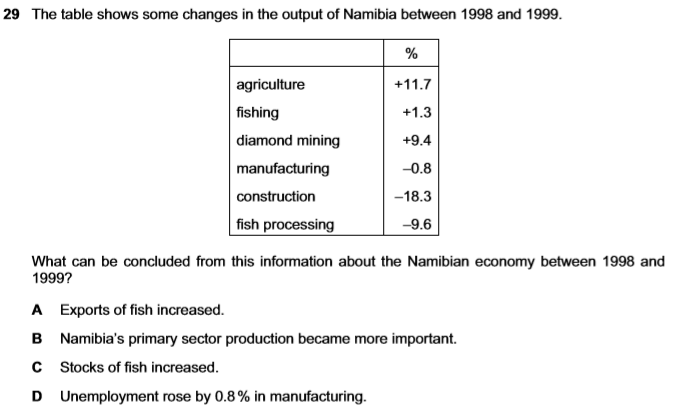 29 The table shows some changes in the output of Namibia between 1998 and 1999.
%
agriculture +11.7
fishing +1.3
diamond mining +9.4
manufacturing –0.8
construction –18.3
fish processing –9.6
What can be concluded from this information about the Namibian economy between 1998 and
1999?
A Exports of fish increased.
B Namibia's primary sector production became more important.
C Stocks of fish increased.
D Unemployment rose by 0.8% in manufacturing.